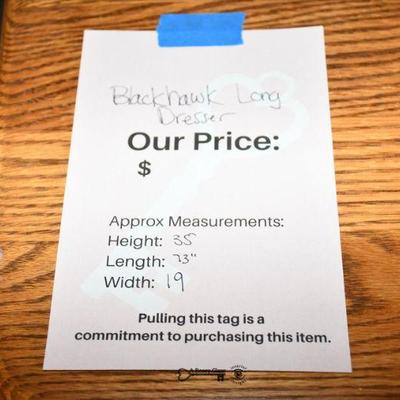 Blackhawk Long
Dresser
Our Price:
$
Approx Measurements:
Height: 35
Length: 73"
Width: 19
Pulling this tag is a
commitment to purchasing this item.